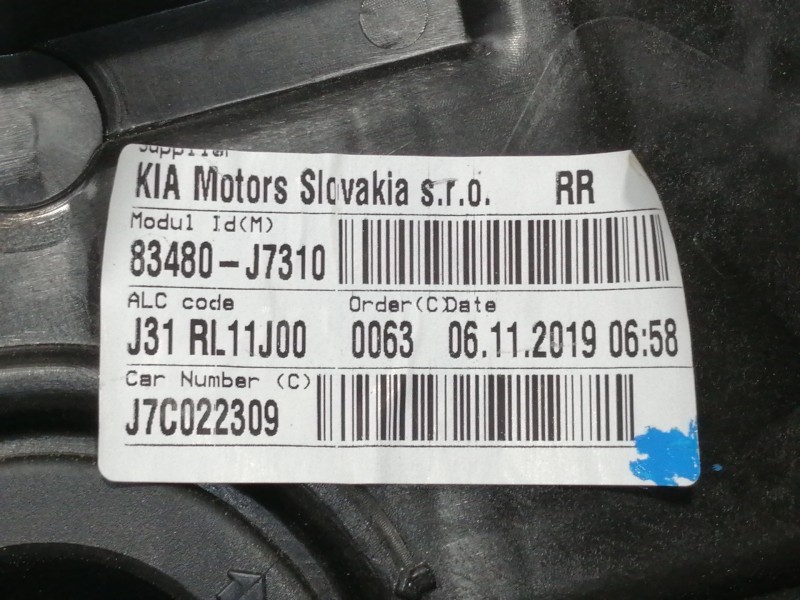 Supplier
KIA Motors Slovakia s.r.o. RR
Modul Id(M)
83480-J7310
ALC code Order(C)Date
J31 RL11J00 0063 06.11.2019 06:58
Car Number (C)
J7C022309